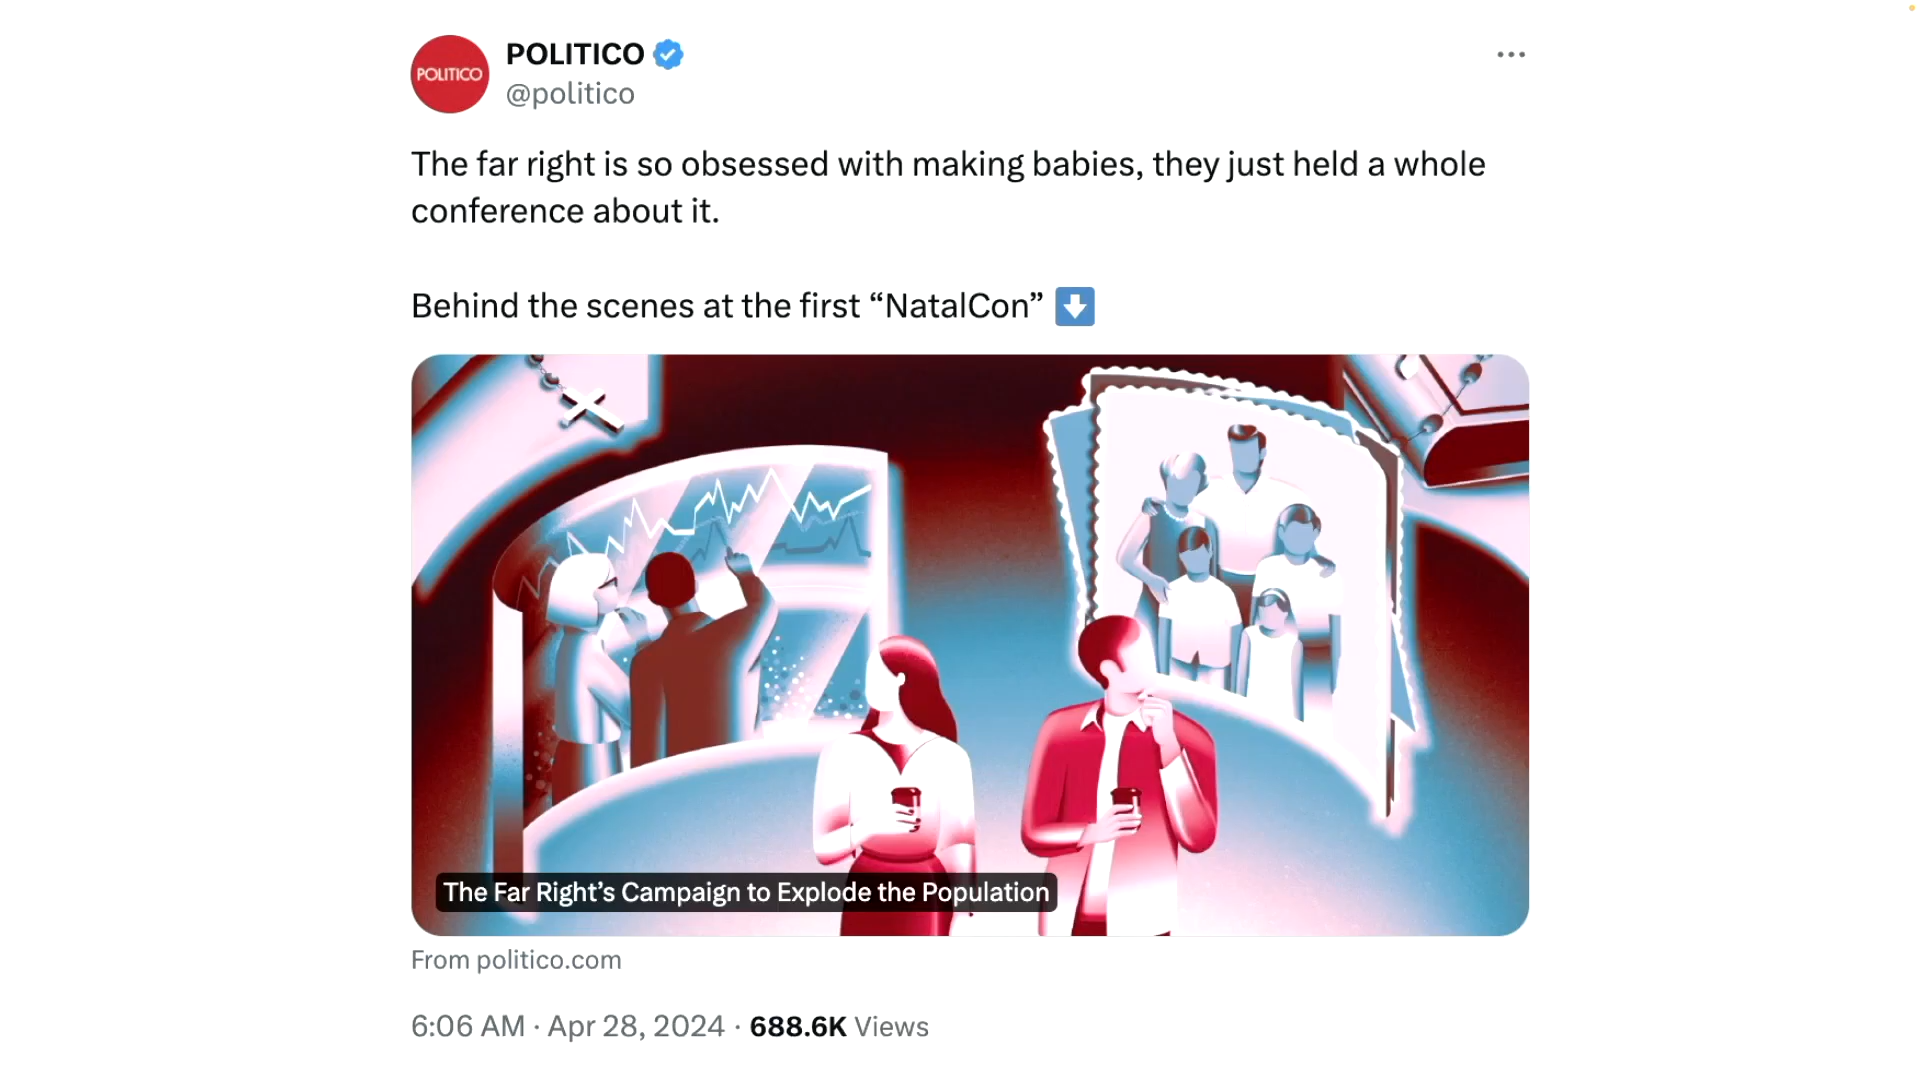 POLITICO
POLITICO
@politico
The far right is so obsessed with making babies, they just held a whole
conference about it.
Behind the scenes at the first “NatalCon” ⬇️
The Far Right’s Campaign to Explode the Population
From politico.com
6:06 AM · Apr 28, 2024 · 688.6K Views